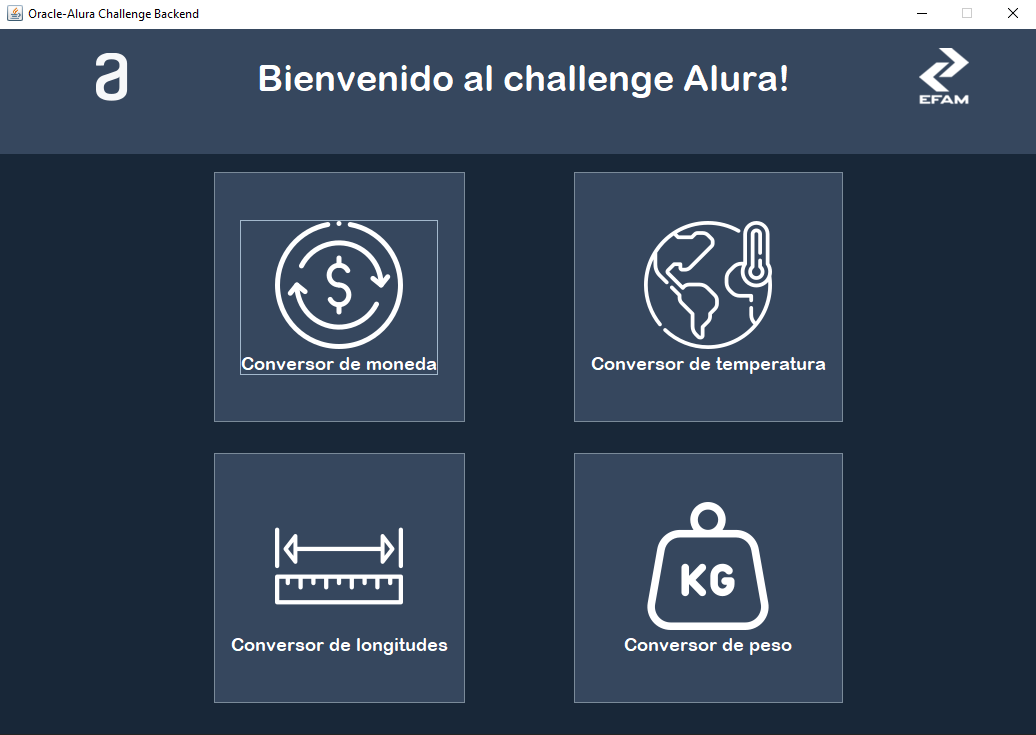 Oracle-Alura Challenge Backend
a
Bienvenido al challenge Alura!
EFAM
$
Conversor de moneda
Conversor de temperatura
Conversor de longitudes
KG
Conversor de peso